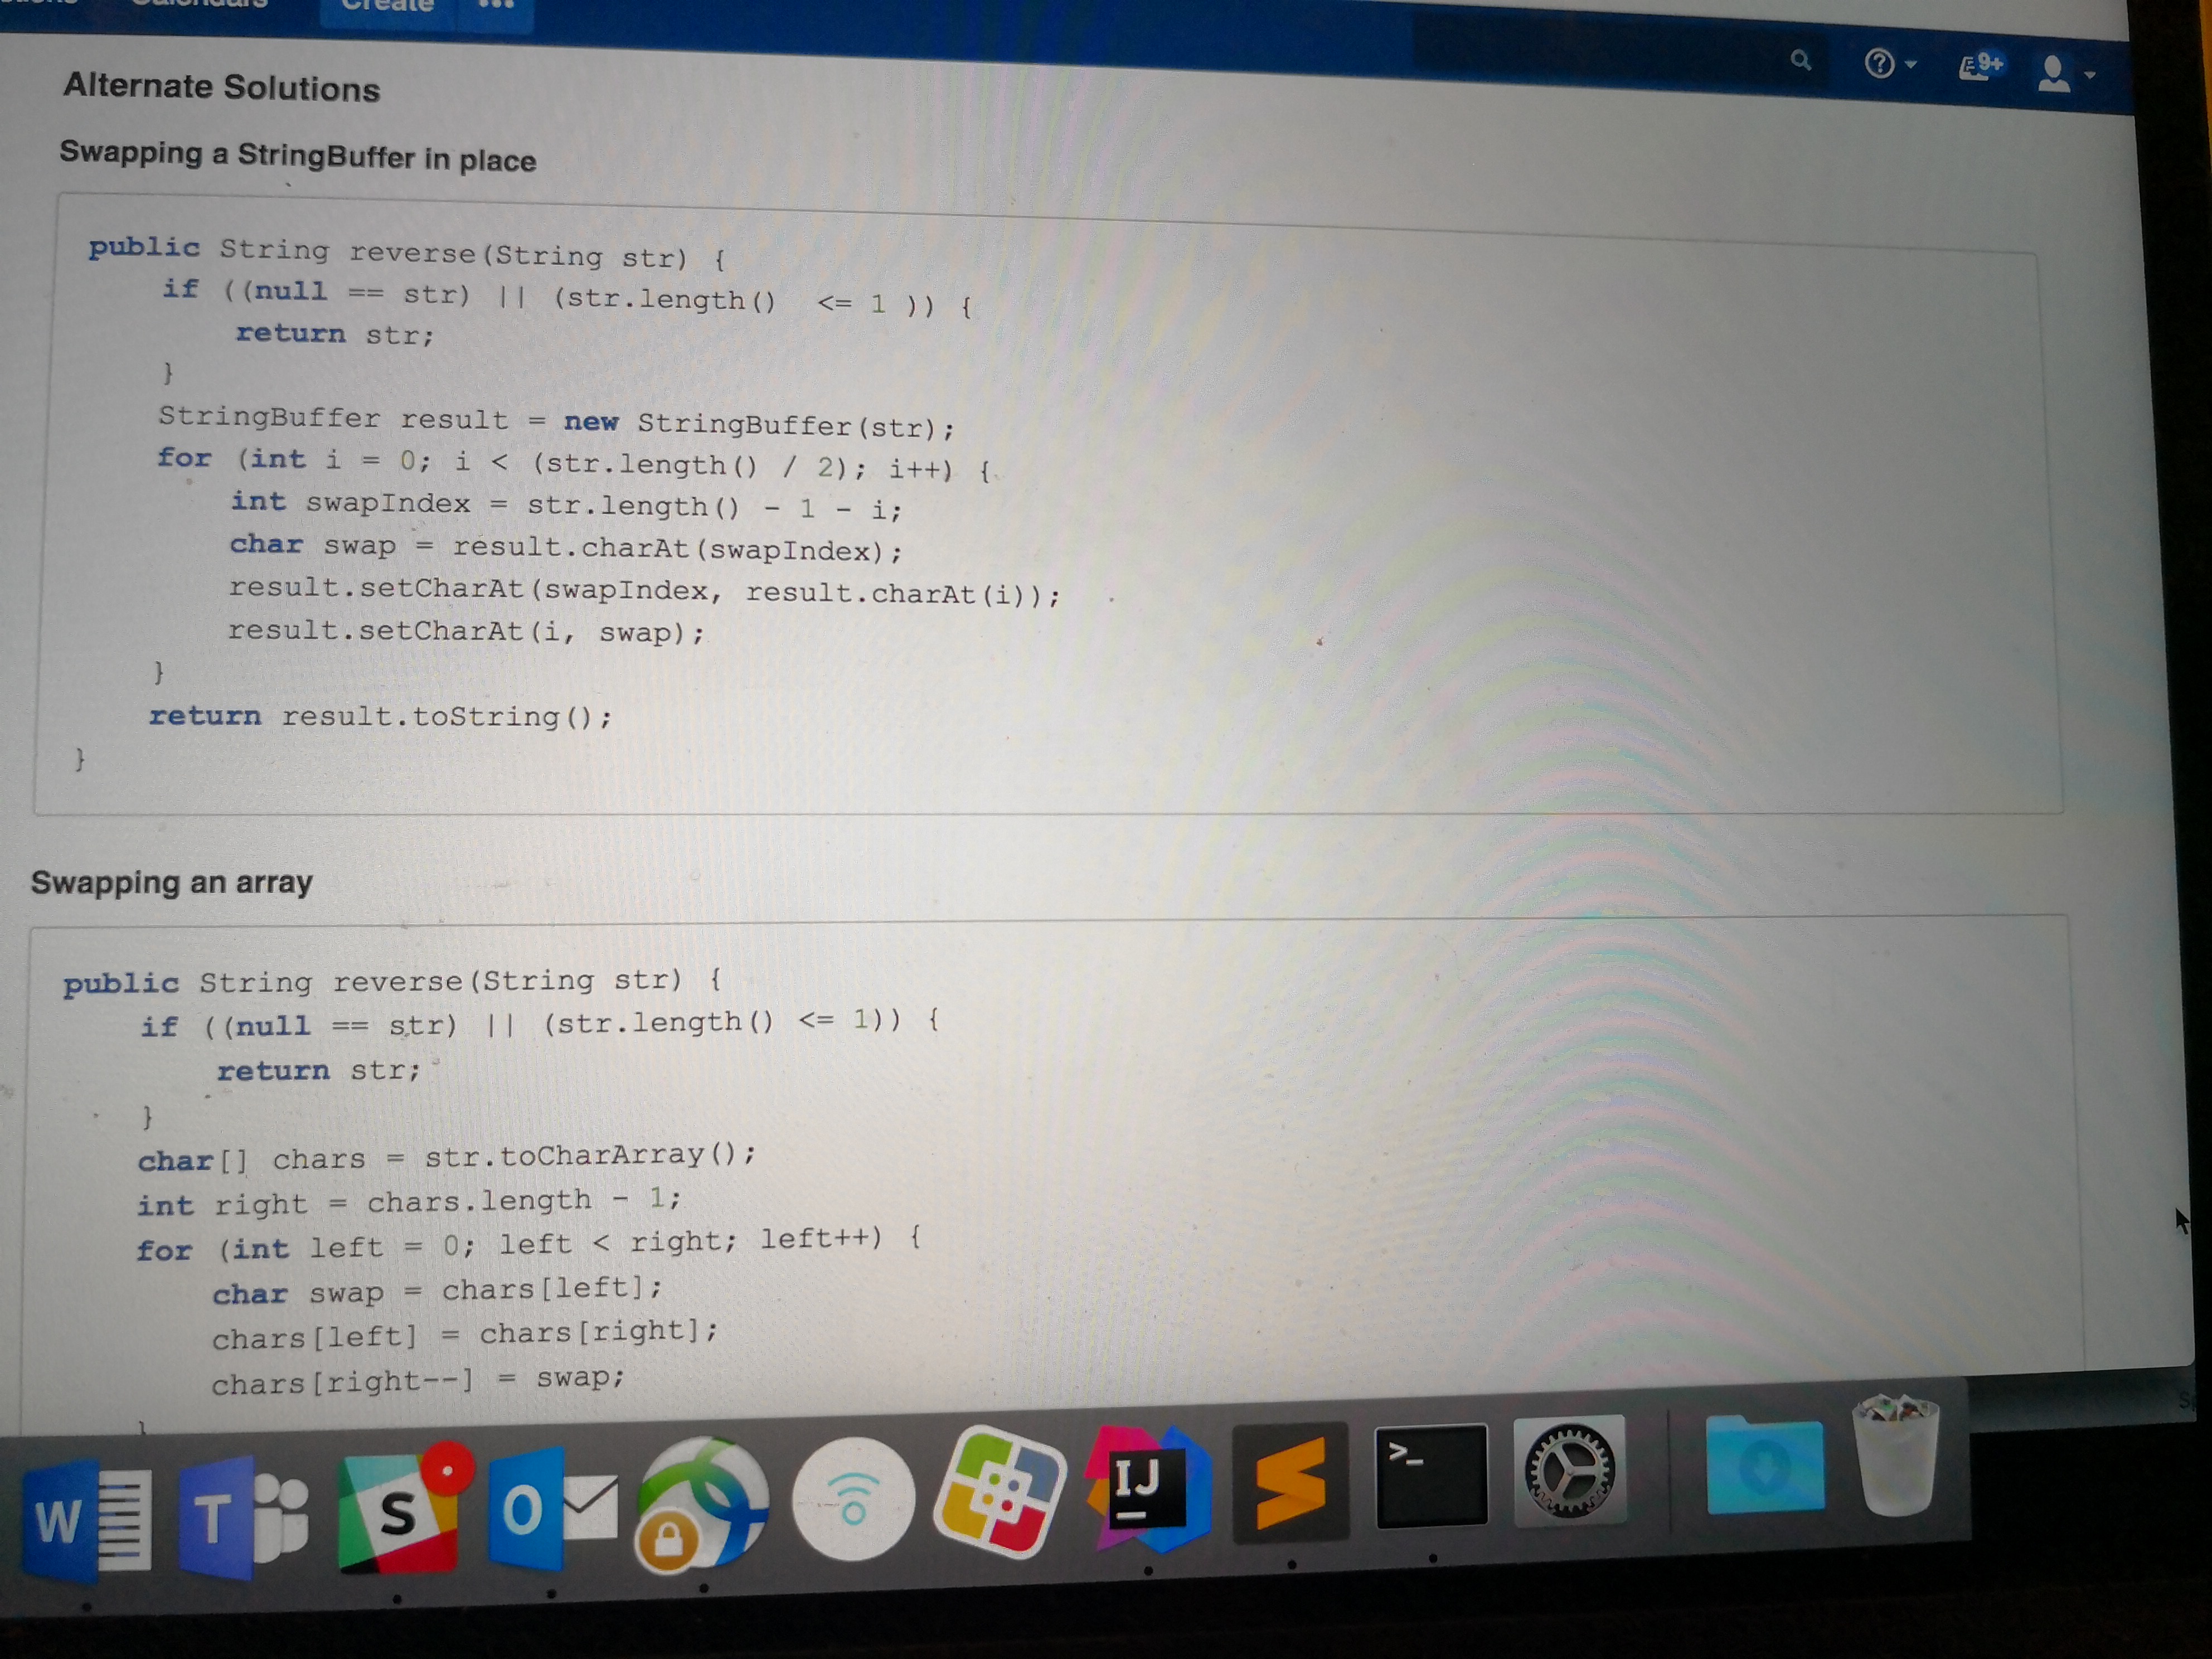 Calendars Create •••
9+
Alternate Solutions
Swapping a StringBuffer in place
public String reverse(String str) {
    if ((null == str) || (str.length()  <= 1 )) {
        return str;
    }
    StringBuffer result = new StringBuffer(str);
    for (int i = 0; i < (str.length() / 2); i++) {
        int swapIndex = str.length() - 1 - i;
        char swap = result.charAt(swapIndex);
        result.setCharAt(swapIndex, result.charAt(i));
        result.setCharAt(i, swap);
    }
    return result.toString();
}
Swapping an array
public String reverse(String str) {
    if ((null == str) || (str.length() <= 1)) {
        return str;
    }
    char[] chars = str.toCharArray();
    int right = chars.length - 1;
    for (int left = 0; left < right; left++) {
        char swap = chars[left];
        chars[left] = chars[right];
        chars[right--] = swap;
    }
W T S O IJ >_